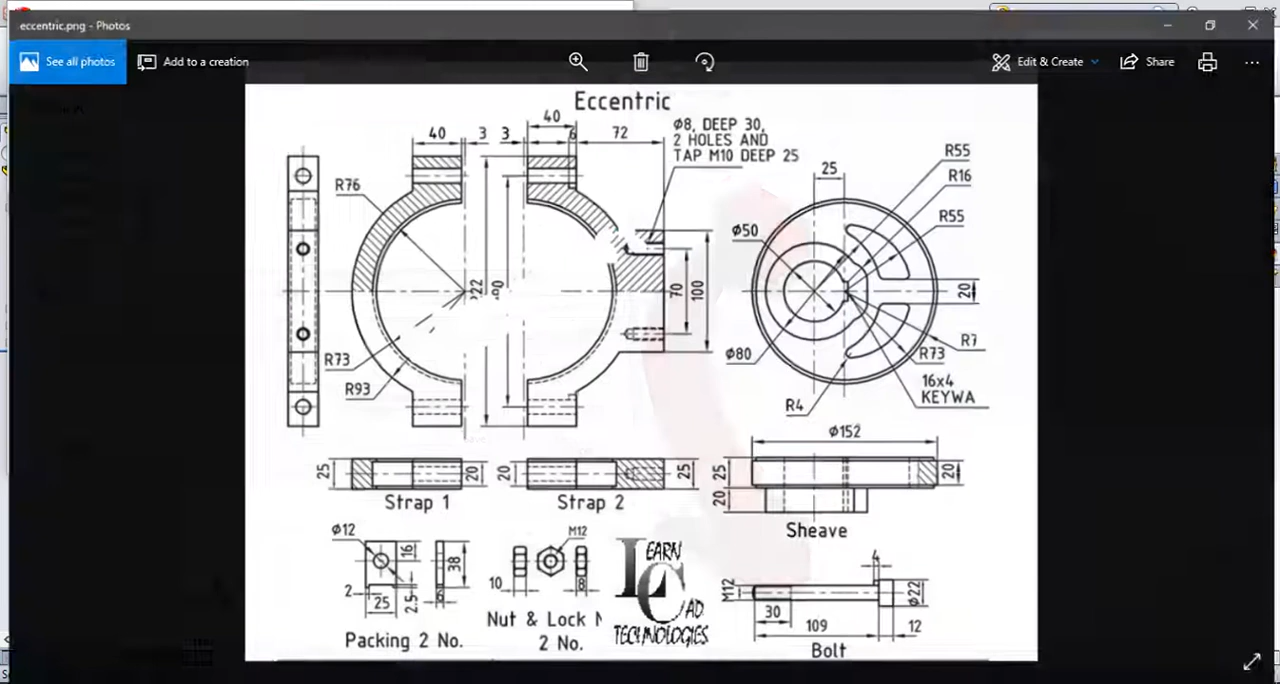 eccentric.png - Photos
See all photos
Add to a creation
Edit & Create
Share
Eccentric
40
40
3
3
6
72
Ø8, DEEP 30,
2 HOLES AND
TAP M10 DEEP 25
R76
R73
R93
70
100
25
R55
R16
R55
Ø50
Ø80
20
R7
R73
R4
16x4
KEYWA
25
20
20
25
Strap 1
Strap 2
Ø152
25
20
20
Sheave
Ø12
16
38
2
25
2.5
6
Packing 2 No.
M12
10
8
Nut & Lock N
2 No.
LEARN
CAD
TECHNOLOGIES
4
M12
Ø22
30
109
12
Bolt